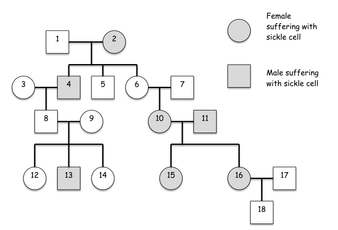 Female
suffering with
sickle cell
1 2
Male suffering
with sickle cell
3 4 5 6 7
8 9 10 11
12 13 14 15 16 17
18